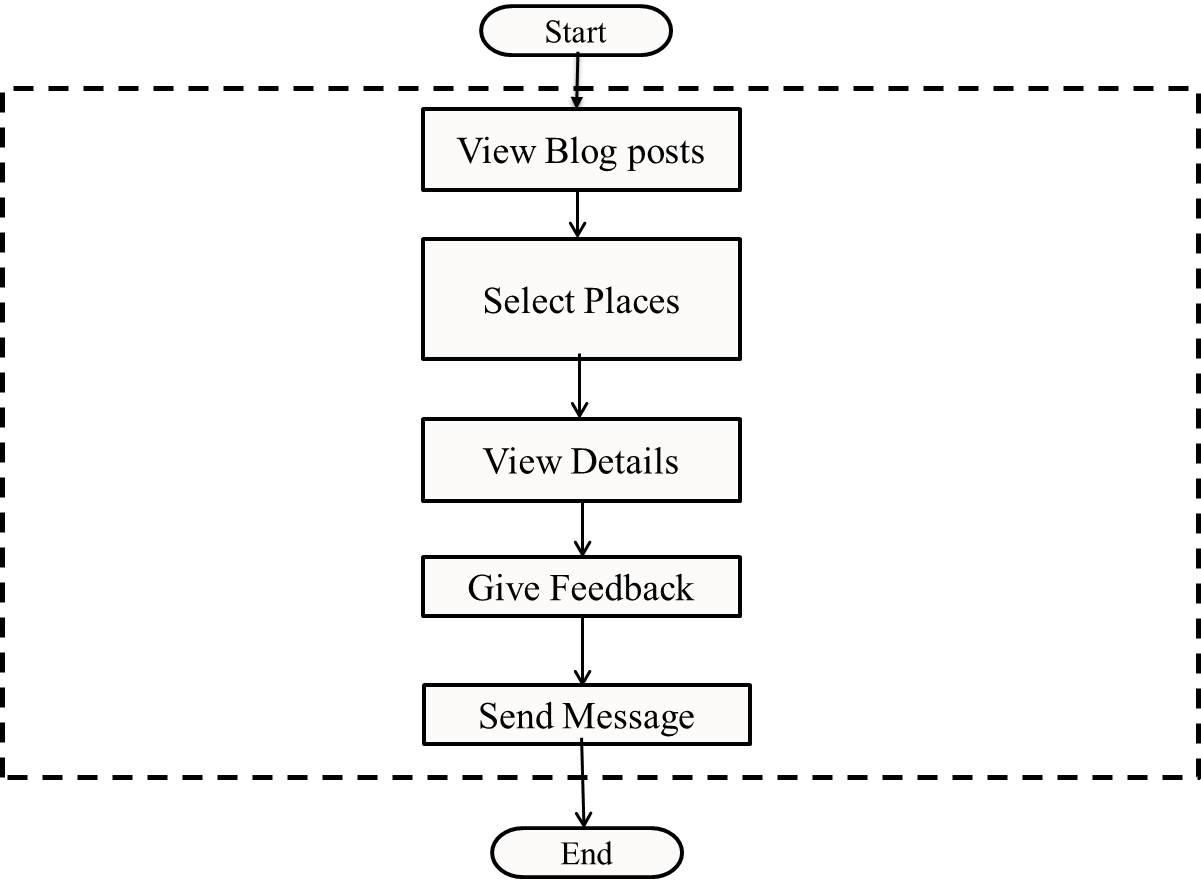 Start
View Blog posts
Select Places
View Details
Give Feedback
Send Message
End